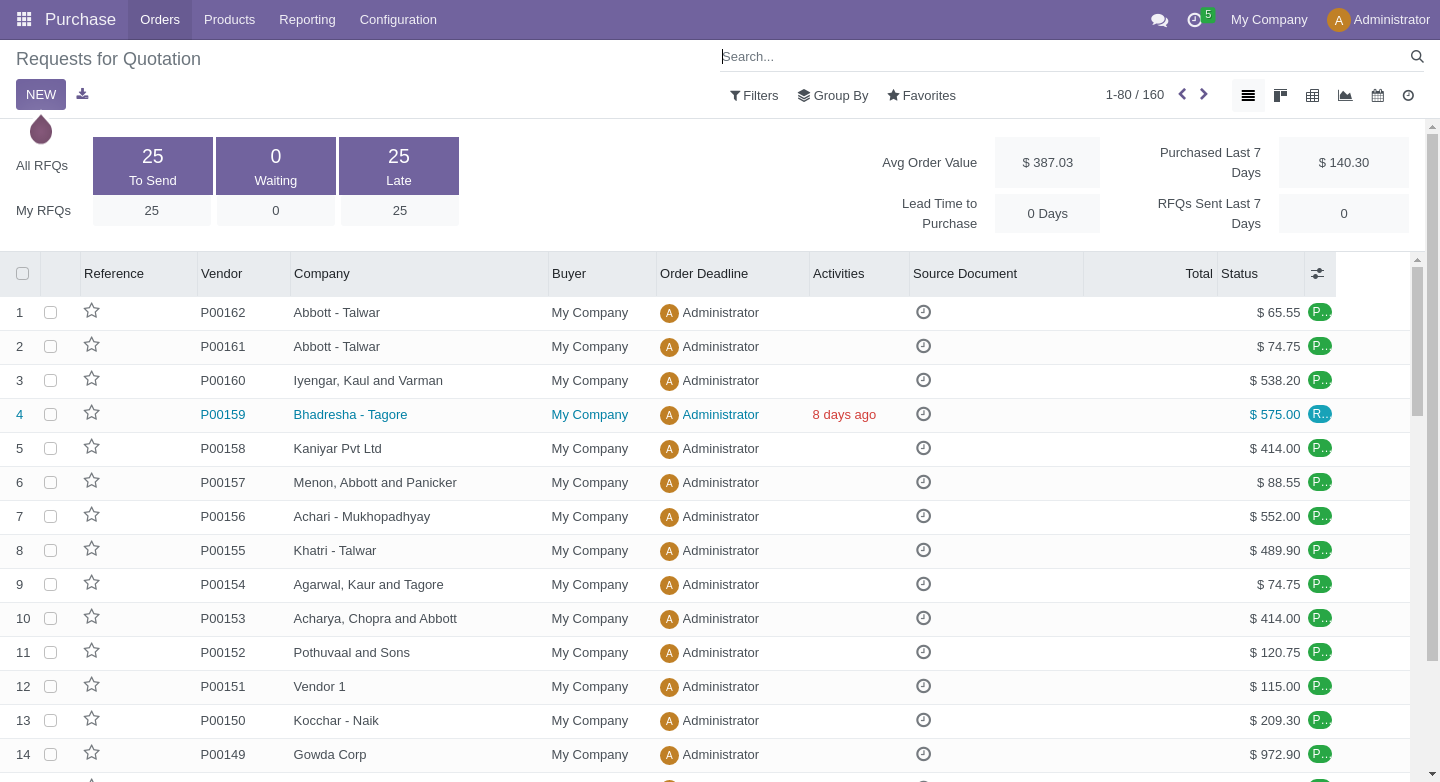 Purchase Orders Products Reporting Configuration 5 My Company A Administrator
Requests for Quotation Search...
NEW Filters Group By Favorites 1-80 / 160
All RFQs 25 To Send 0 Waiting 25 Late
My RFQs 25 0 25
Avg Order Value $ 387.03 Purchased Last 7 Days $ 140.30
Lead Time to Purchase 0 Days RFQs Sent Last 7 Days 0
Reference Vendor Company Buyer Order Deadline Activities Source Document Total Status
1 P00162 Abbott - Talwar My Company A Administrator $ 65.55 P...
2 P00161 Abbott - Talwar My Company A Administrator $ 74.75 P...
3 P00160 Iyengar, Kaul and Varman My Company A Administrator $ 538.20 P...
4 P00159 Bhadresha - Tagore My Company A Administrator 8 days ago $ 575.00 R...
5 P00158 Kaniyar Pvt Ltd My Company A Administrator $ 414.00 P...
6 P00157 Menon, Abbott and Panicker My Company A Administrator $ 88.55 P...
7 P00156 Achari - Mukhopadhyay My Company A Administrator $ 552.00 P...
8 P00155 Khatri - Talwar My Company A Administrator $ 489.90 P...
9 P00154 Agarwal, Kaur and Tagore My Company A Administrator $ 74.75 P...
10 P00153 Acharya, Chopra and Abbott My Company A Administrator $ 414.00 P...
11 P00152 Pothuvaal and Sons My Company A Administrator $ 120.75 P...
12 P00151 Vendor 1 My Company A Administrator $ 115.00 P...
13 P00150 Kocchar - Naik My Company A Administrator $ 209.30 P...
14 P00149 Gowda Corp My Company A Administrator $ 972.90 P...